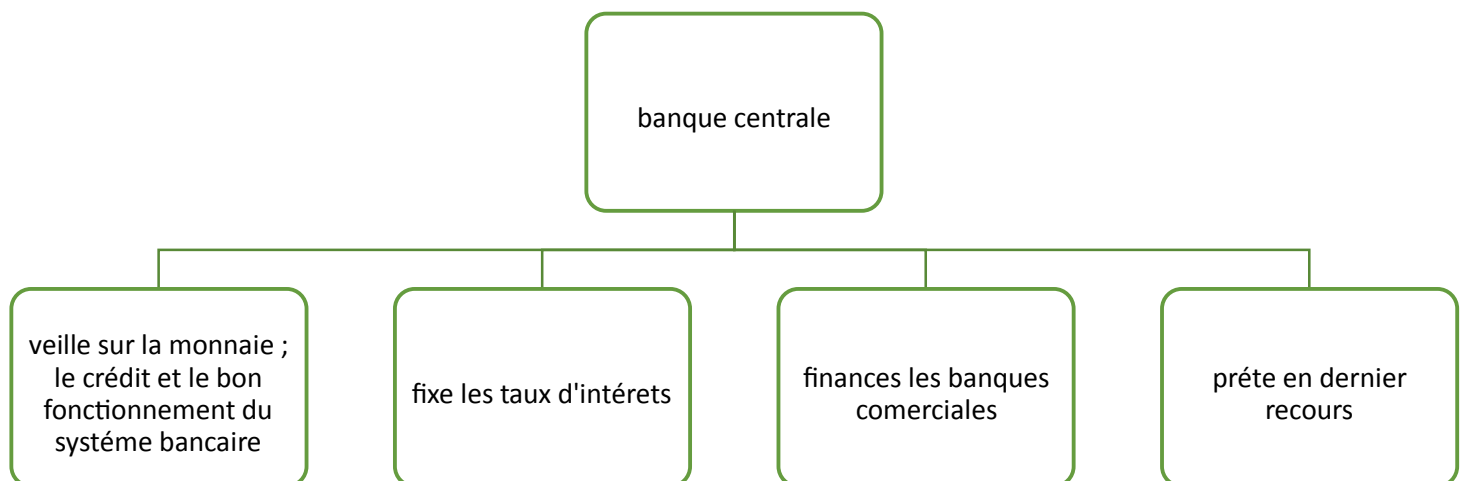 banque centrale
veille sur la monnaie ;
le crédit et le bon
fonctionnement du
systéme bancaire
fixe les taux d'intérets
finances les banques
comerciales
préte en dernier
recours